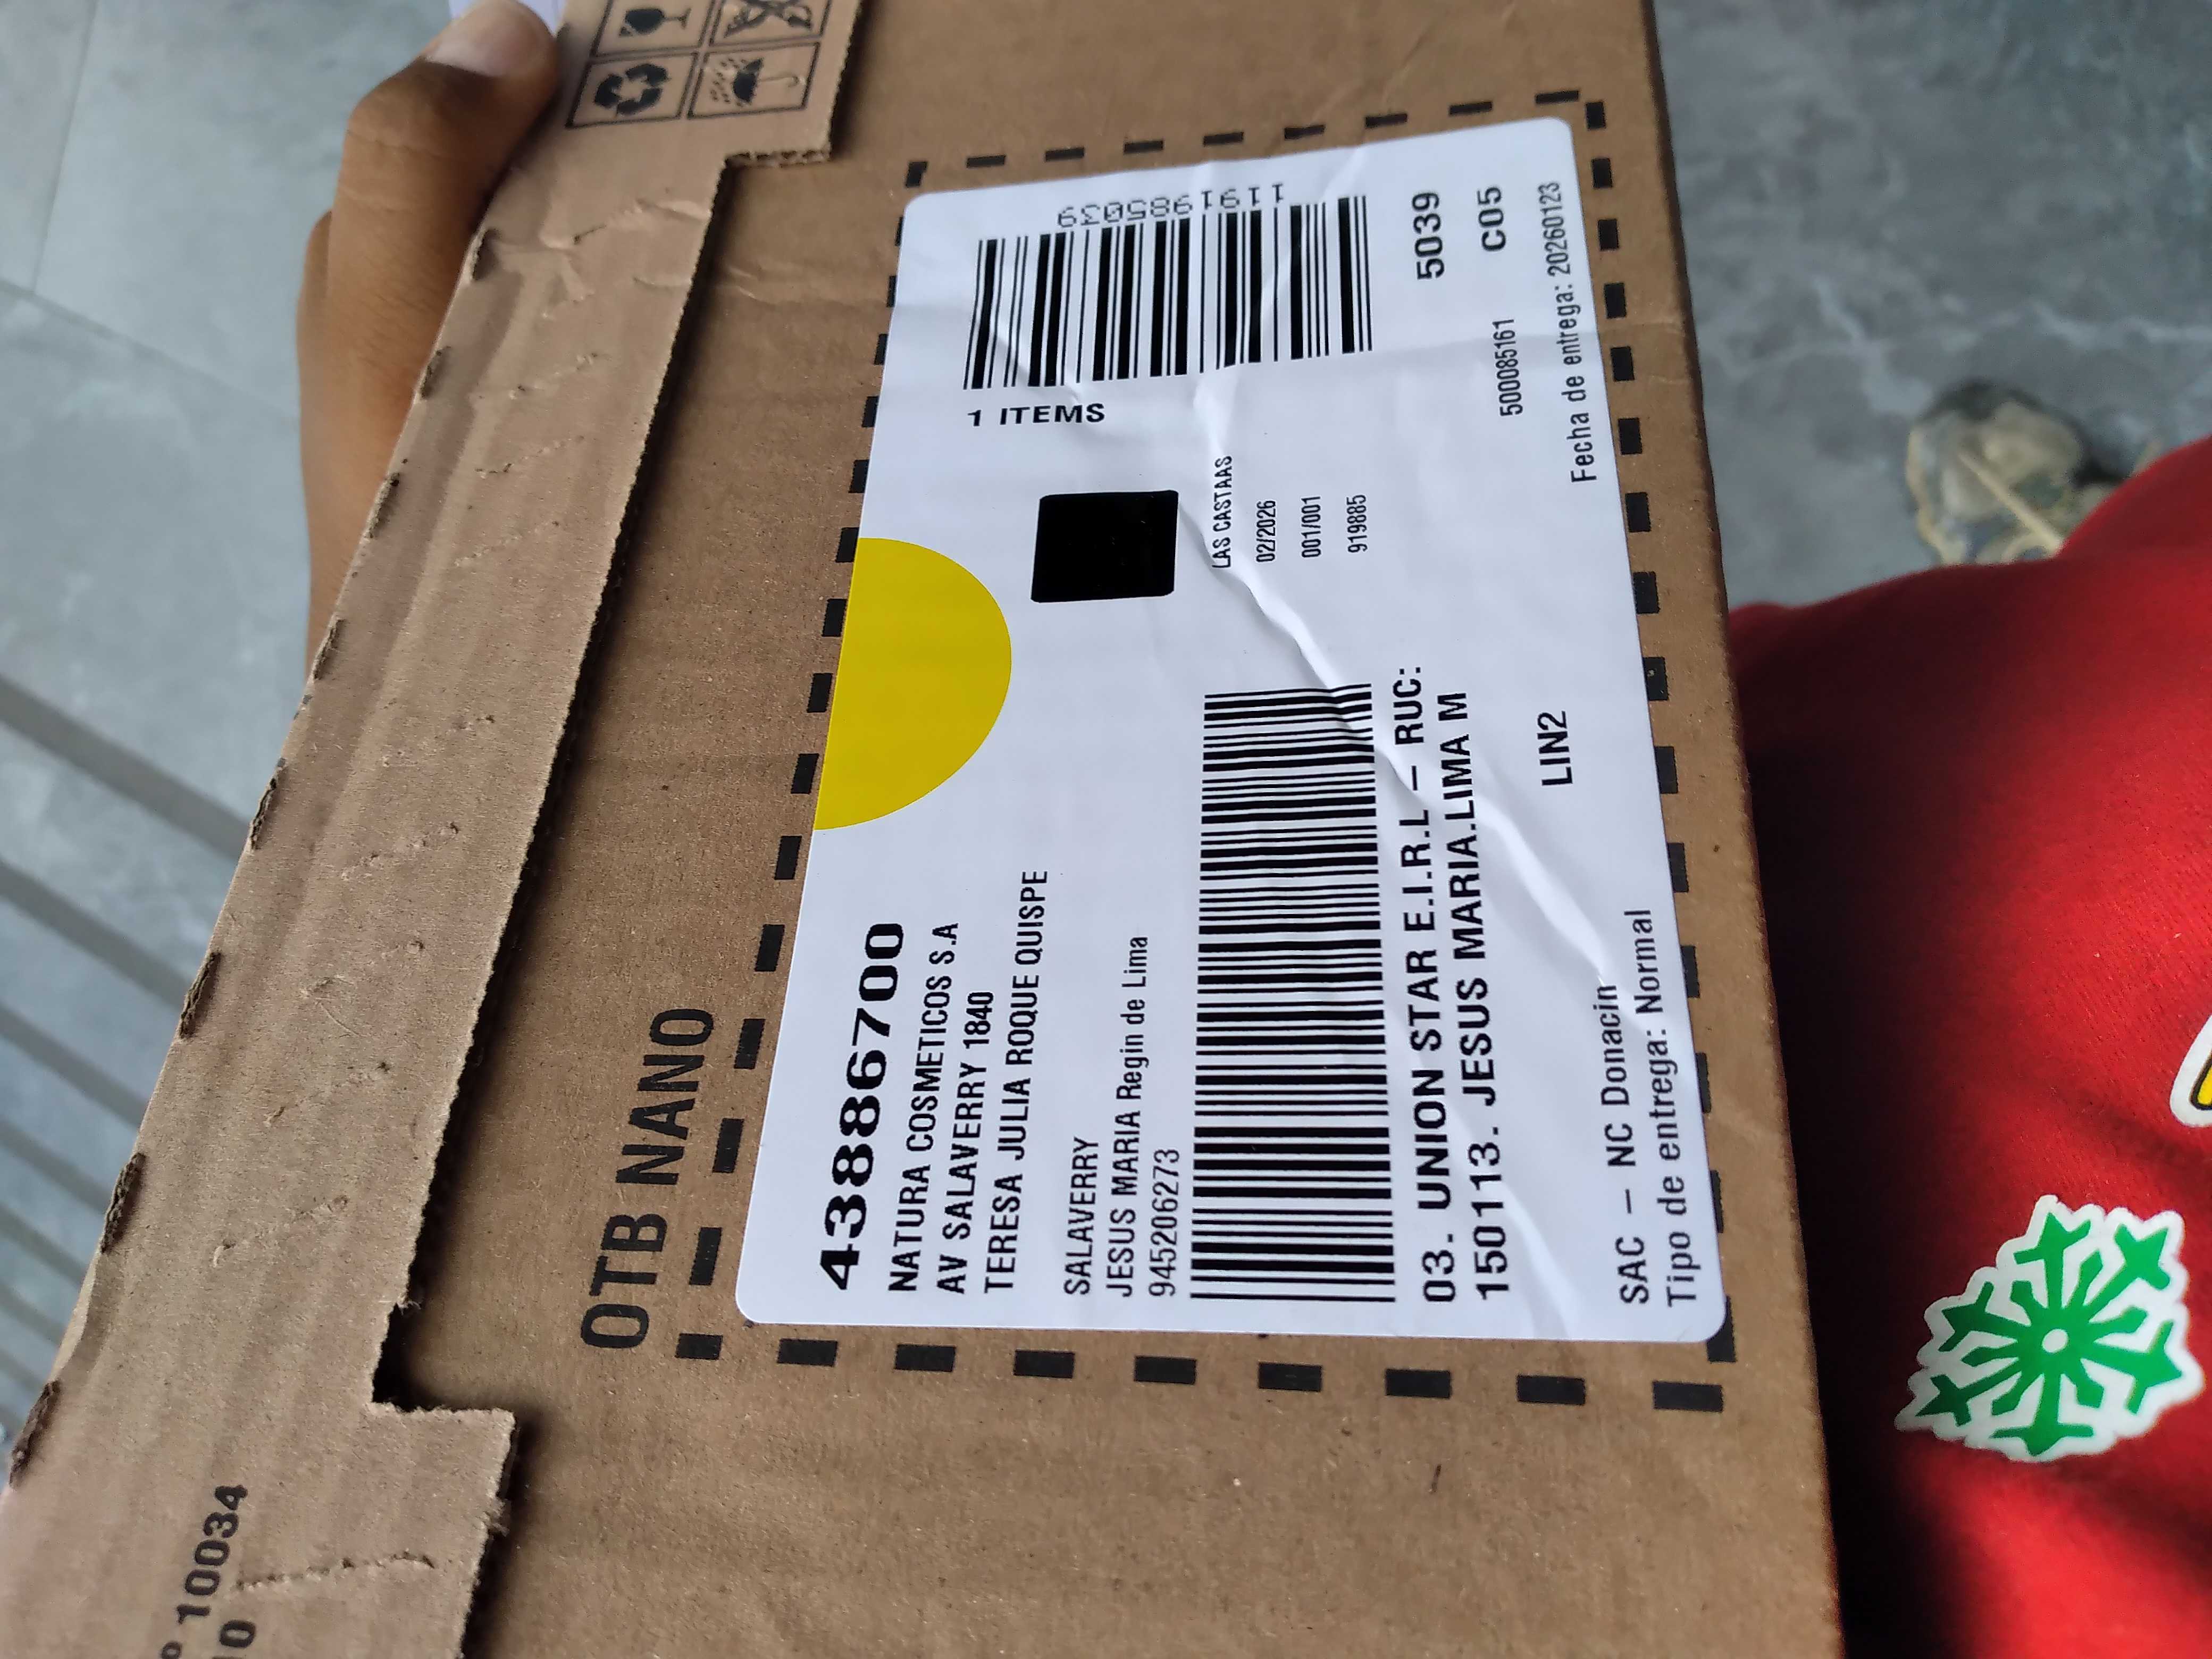 OTB NANO
43886700
NATURA COSMETICOS S.A
AV SALAVERRY 1840
TERESA JULIA ROQUE QUISPE
SALAVERRY
JESUS MARIA Regin de Lima
945206273
1 ITEMS
1191985039
LAS CASTAAS
02/2026
001/001
919885
03. UNION STAR E.I.R.L – RUC:
150113. JESUS MARIA.LIMA M
5039
C05
LIN2
500085161
SAC – NC Donacin
Tipo de entrega: Normal
Fecha de entrega: 20260123
º 10034
10